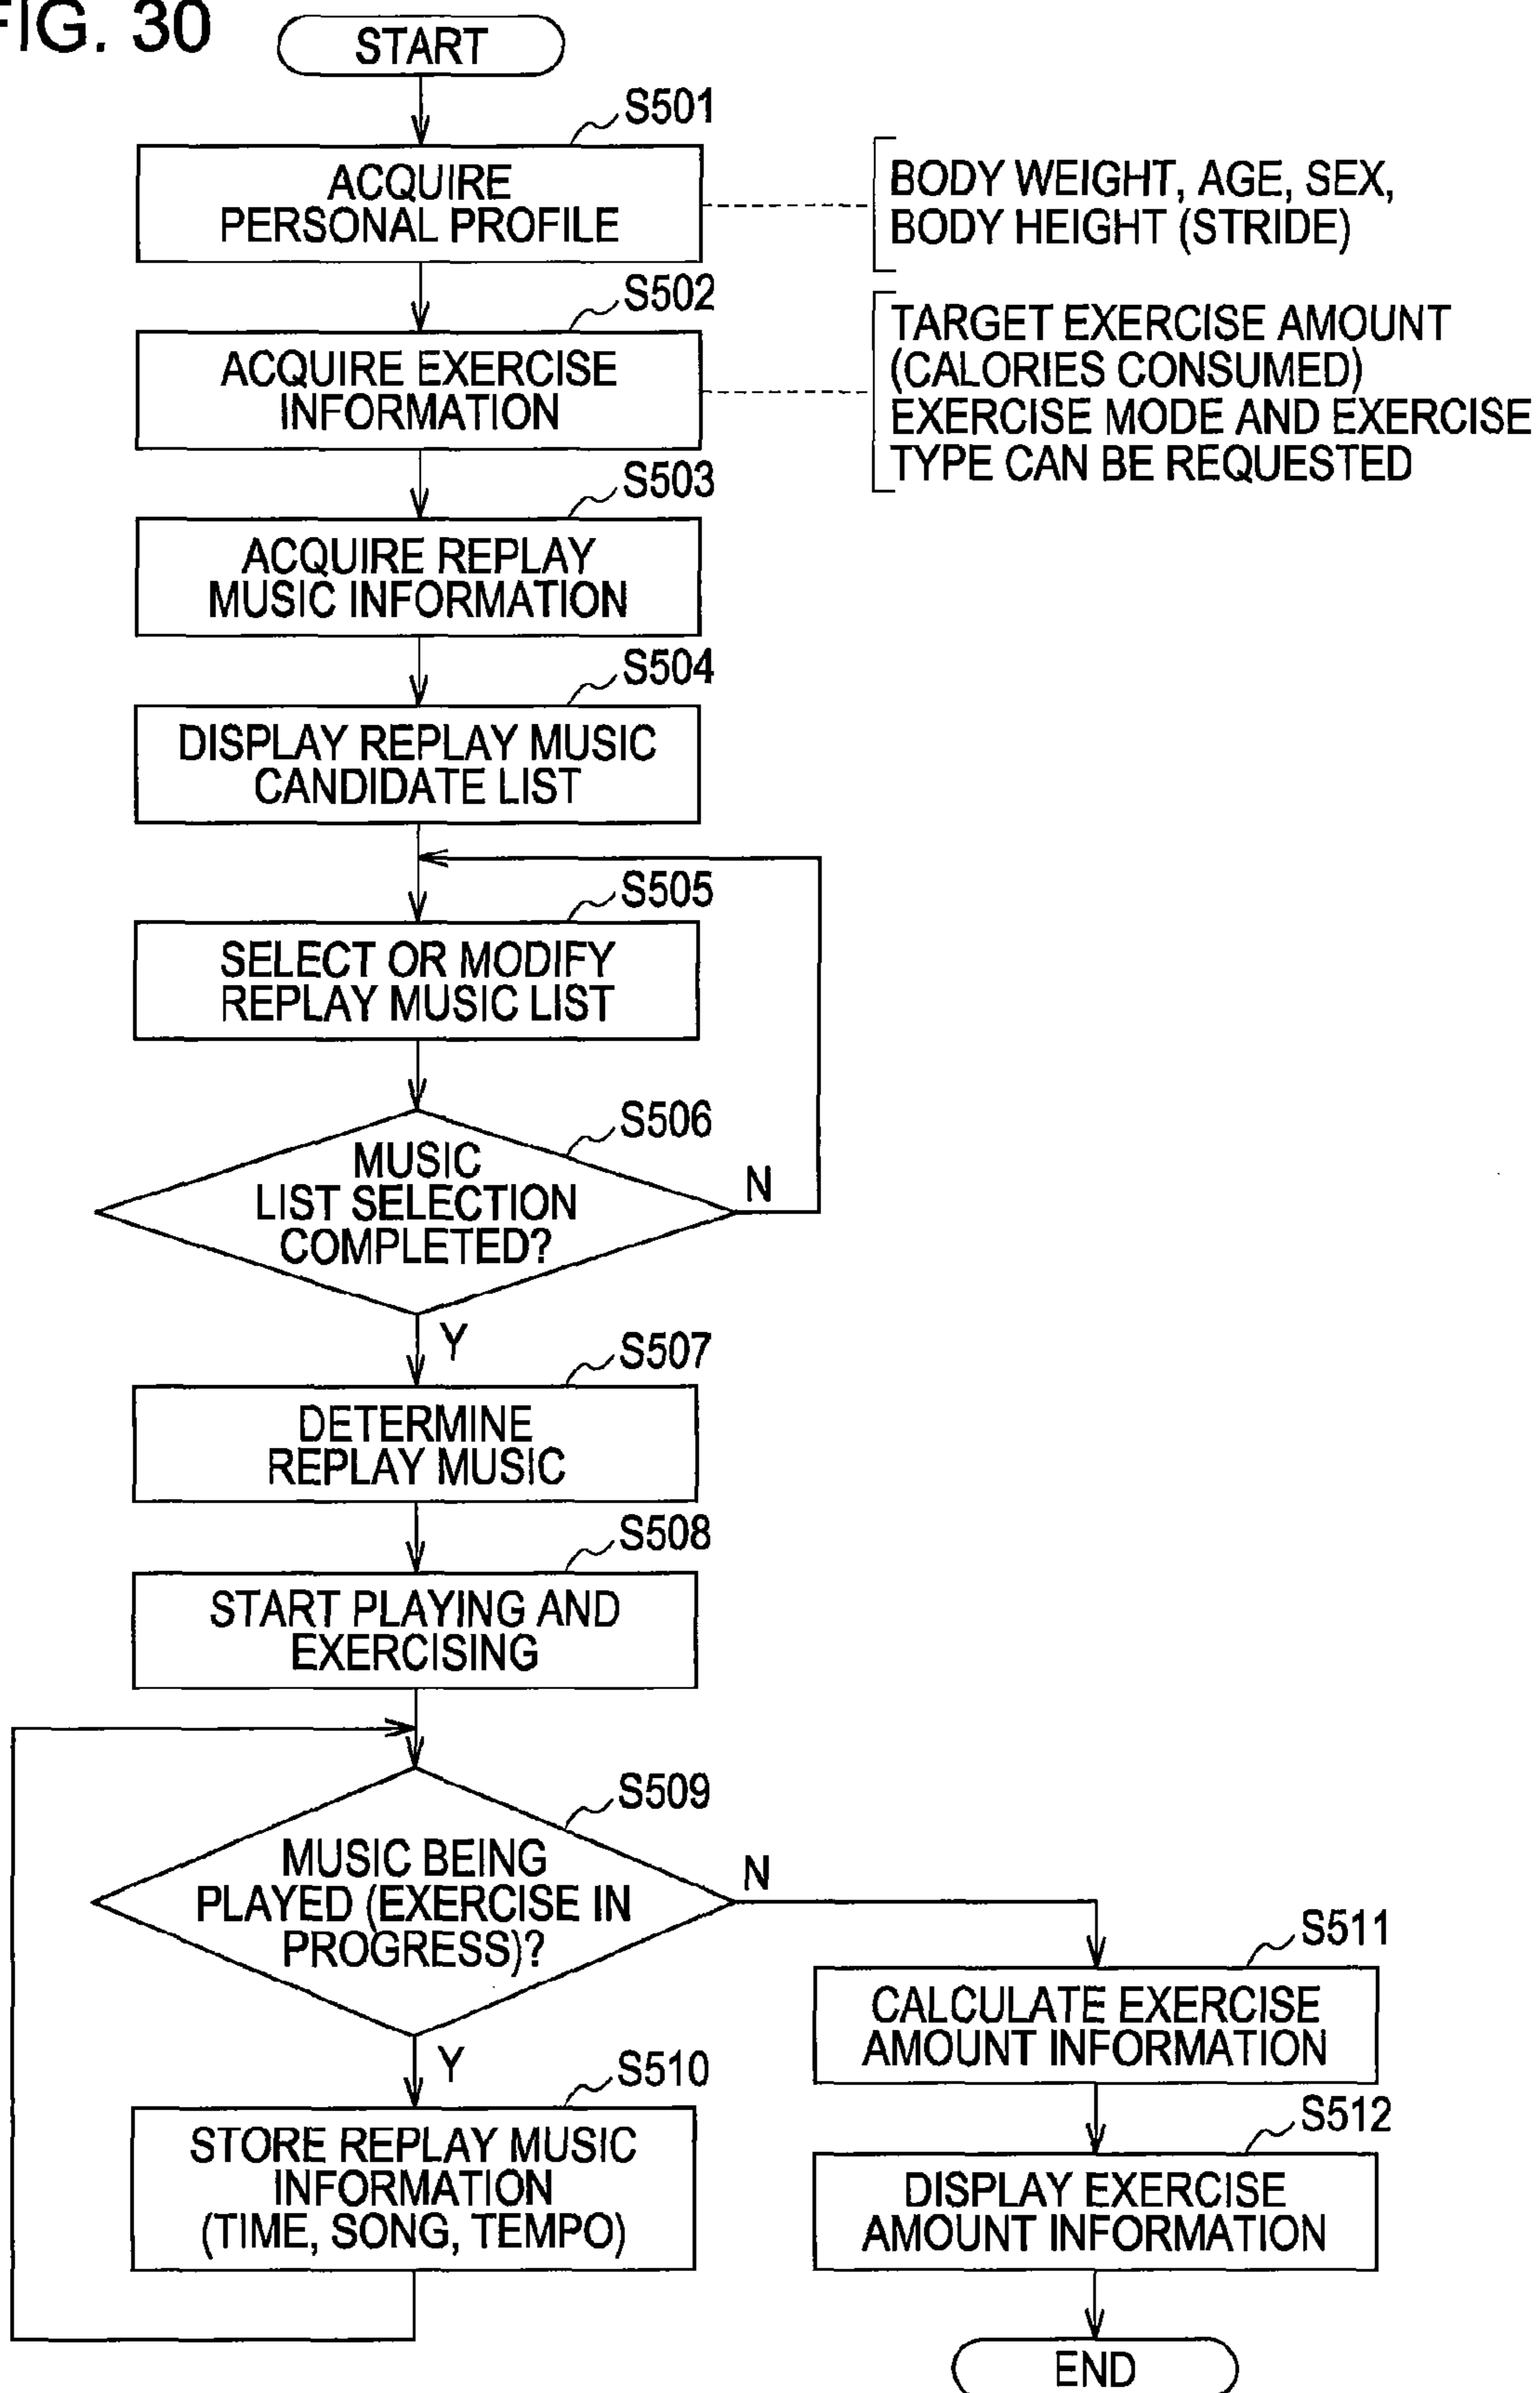 FIG. 30
START
S501
ACQUIRE
PERSONAL PROFILE
BODY WEIGHT, AGE, SEX,
BODY HEIGHT (STRIDE)
S502
ACQUIRE EXERCISE
INFORMATION
TARGET EXERCISE AMOUNT
(CALORIES CONSUMED)
EXERCISE MODE AND EXERCISE
TYPE CAN BE REQUESTED
S503
ACQUIRE REPLAY
MUSIC INFORMATION
S504
DISPLAY REPLAY MUSIC
CANDIDATE LIST
S505
SELECT OR MODIFY
REPLAY MUSIC LIST
S506
MUSIC
LIST SELECTION
COMPLETED?
N
Y
S507
DETERMINE
REPLAY MUSIC
S508
START PLAYING AND
EXERCISING
S509
MUSIC BEING
PLAYED (EXERCISE IN
PROGRESS)?
N
Y
S510
STORE REPLAY MUSIC
INFORMATION
(TIME, SONG, TEMPO)
S511
CALCULATE EXERCISE
AMOUNT INFORMATION
S512
DISPLAY EXERCISE
AMOUNT INFORMATION
END